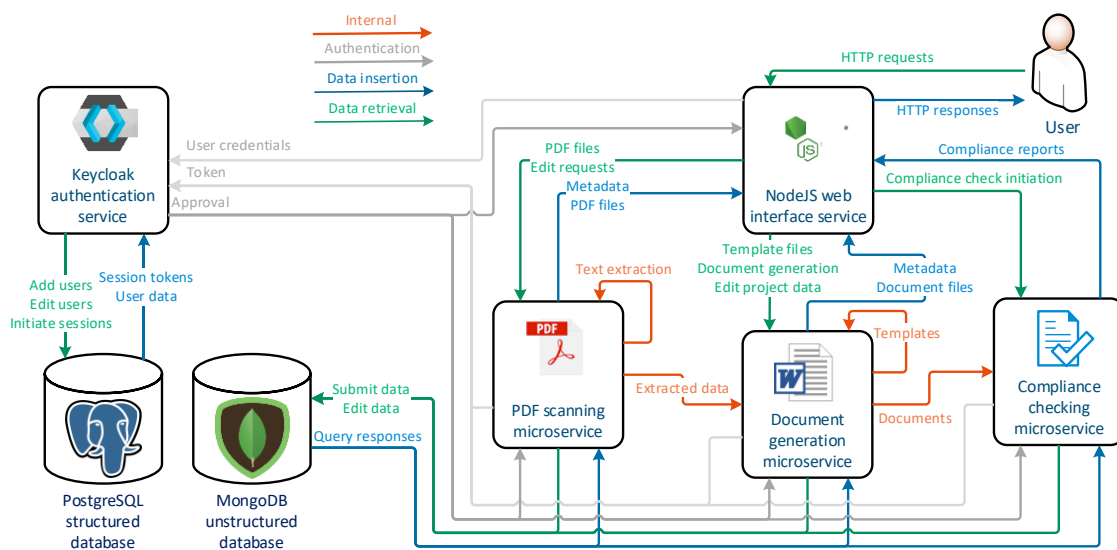 Internal
Authentication
Data insertion
Data retrieval
HTTP requests
HTTP responses
User
Keycloak
authentication
service
User credentials
Token
Approval
PDF files
Edit requests
Metadata
PDF files
JS
NodeJS web
interface service
Compliance reports
Compliance check initiation
Add users
Edit users
Initiate sessions
Session tokens
User data
Text extraction
Template files
Document generation
Edit project data
Metadata
Document files
PDF
PDF scanning
microservice
Extracted data
Templates
W
Document
generation microservice
Documents
Compliance
checking
microservice
Submit data
Edit data
Query responses
PostgreSQL
structured
database
MongoDB
unstructured
database